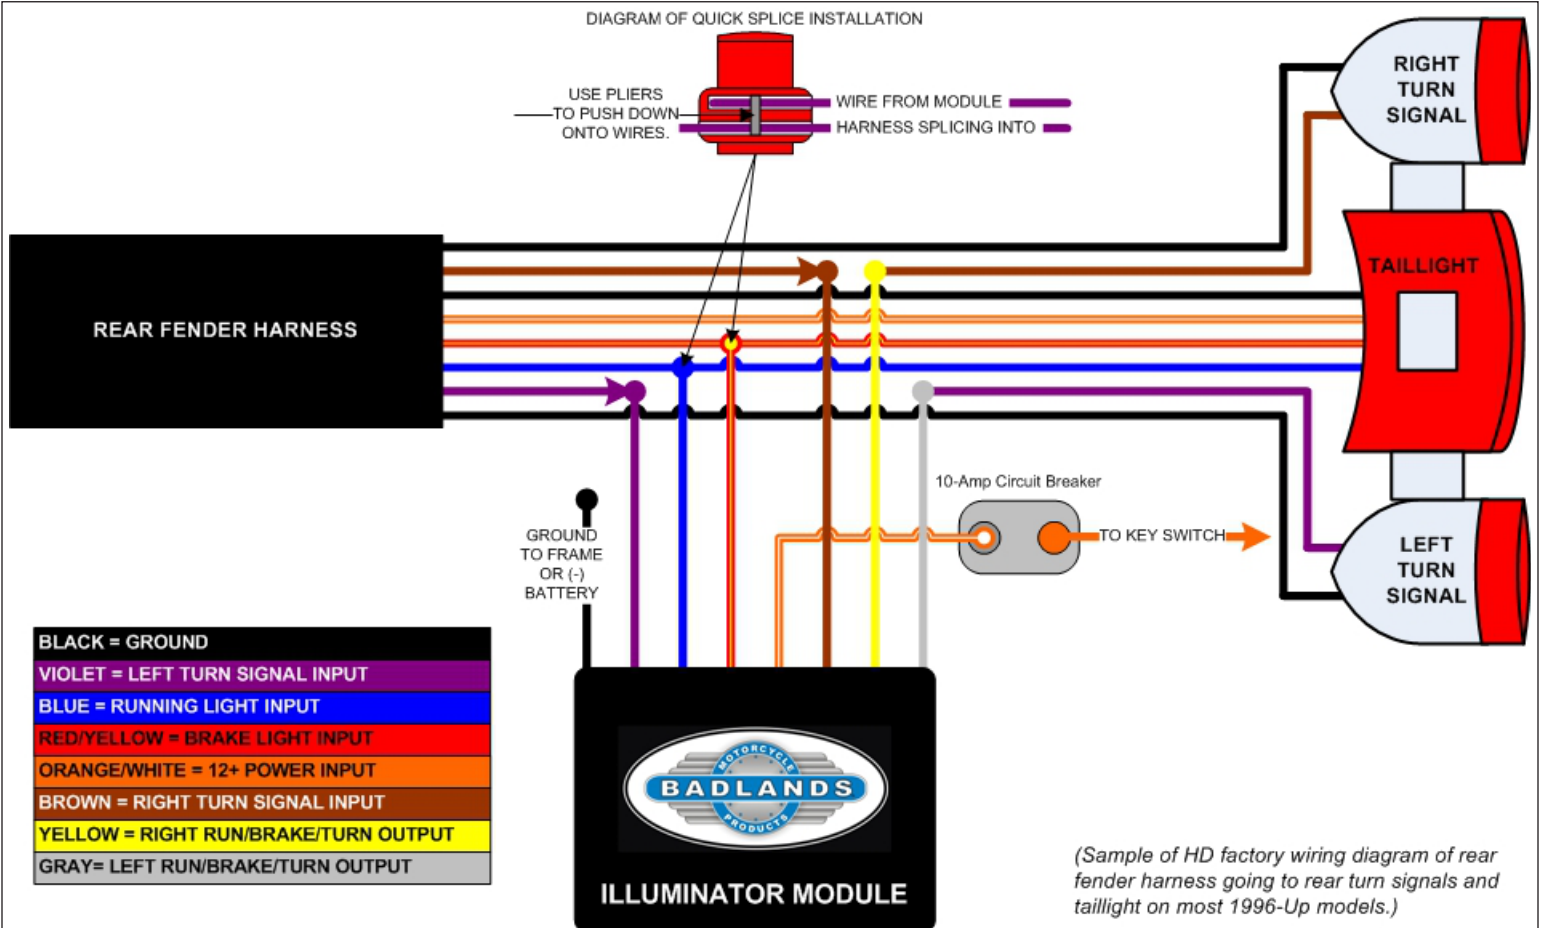 DIAGRAM OF QUICK SPLICE INSTALLATION
USE PLIERS
TO PUSH DOWN
ONTO WIRES.
WIRE FROM MODULE
HARNESS SPLICING INTO
RIGHT
TURN
SIGNAL
TAILLIGHT
REAR FENDER HARNESS
10-Amp Circuit Breaker
TO KEY SWITCH
LEFT
TURN
SIGNAL
GROUND
TO FRAME
OR (-)
BATTERY
BLACK = GROUND
VIOLET = LEFT TURN SIGNAL INPUT
BLUE = RUNNING LIGHT INPUT
RED/YELLOW = BRAKE LIGHT INPUT
ORANGE/WHITE = 12+ POWER INPUT
BROWN = RIGHT TURN SIGNAL INPUT
YELLOW = RIGHT RUN/BRAKE/TURN OUTPUT
GRAY= LEFT RUN/BRAKE/TURN OUTPUT
MOTORCYCLE
BADLANDS
PRODUCTS
ILLUMINATOR MODULE
(Sample of HD factory wiring diagram of rear
fender harness going to rear turn signals and
taillight on most 1996-Up models.)